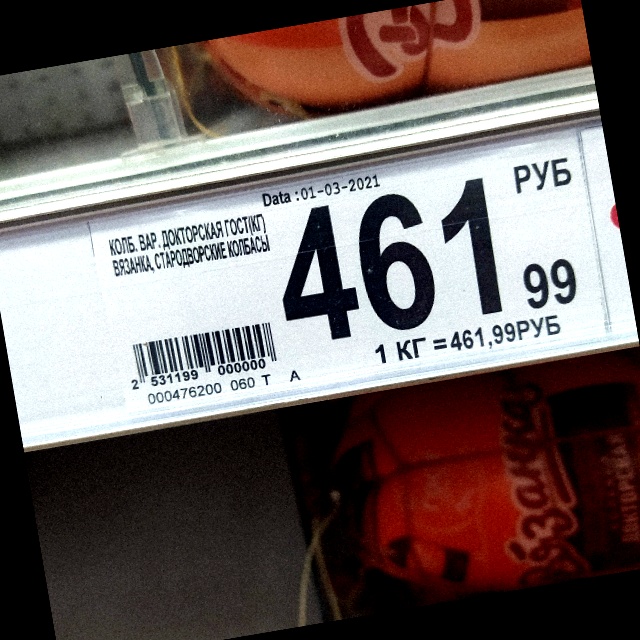 Data :01-03-2021
КОЛБ. ВАР. ДОКТОРСКАЯ ГОСТ(КГ)
ВЯЗАНКА, СТАРОДВОРСКИЕ КОЛБАСЫ
461 99 РУБ
1 КГ =461,99РУБ
2 531199 000000
000476200 060 Т А
Вязанка